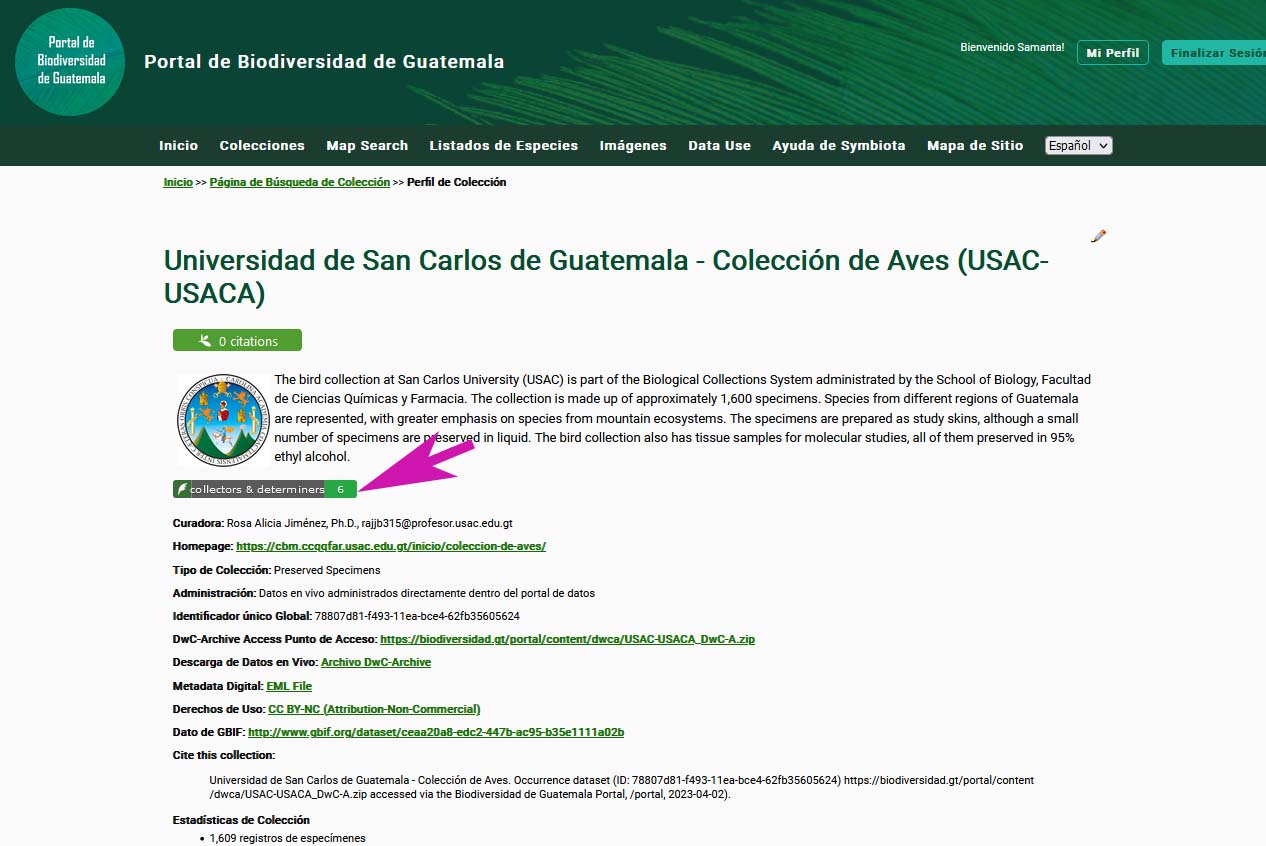 Portal de
Biodiversidad
de Guatemala
Portal de Biodiversidad de Guatemala
Bienvenido Samanta!
Mi Perfil
Finalizar Sesión
Inicio Colecciones Map Search Listados de Especies Imágenes Data Use Ayuda de Symbiota Mapa de Sitio Español
Inicio >> Página de Búsqueda de Colección >> Perfil de Colección
Universidad de San Carlos de Guatemala - Colección de Aves (USAC-
USACA)
0 citations
The bird collection at San Carlos University (USAC) is part of the Biological Collections System administrated by the School of Biology, Facultad
de Ciencias Químicas y Farmacia. The collection is made up of approximately 1,600 specimens. Species from different regions of Guatemala
are represented, with greater emphasis on species from mountain ecosystems. The specimens are prepared as study skins, although a small
number of specimens are preserved in liquid. The bird collection also has tissue samples for molecular studies, all of them preserved in 95%
ethyl alcohol.
collectors & determiners 6
Curadora: Rosa Alicia Jiménez, Ph.D., rajjb315@profesor.usac.edu.gt
Homepage: https://cbm.ccqqfar.usac.edu.gt/inicio/coleccion-de-aves/
Tipo de Colección: Preserved Specimens
Administración: Datos en vivo administrados directamente dentro del portal de datos
Identificador único Global: 78807d81-f493-11ea-bce4-62fb35605624
DwC-Archive Access Punto de Acceso: https://biodiversidad.gt/portal/content/dwca/USAC-USACA_DwC-A.zip
Descarga de Datos en Vivo: Archivo DwC-Archive
Metadata Digital: EML File
Derechos de Uso: CC BY-NC (Attribution-Non-Commercial)
Dato de GBIF: http://www.gbif.org/dataset/ceaa20a8-edc2-447b-ac95-b35e1111a02b
Cite this collection:
Universidad de San Carlos de Guatemala - Colección de Aves. Occurrence dataset (ID: 78807d81-f493-11ea-bce4-62fb35605624) https://biodiversidad.gt/portal/content
/dwca/USAC-USACA_DwC-A.zip accessed via the Biodiversidad de Guatemala Portal, /portal, 2023-04-02).
Estadísticas de Colección
• 1,609 registros de especímenes